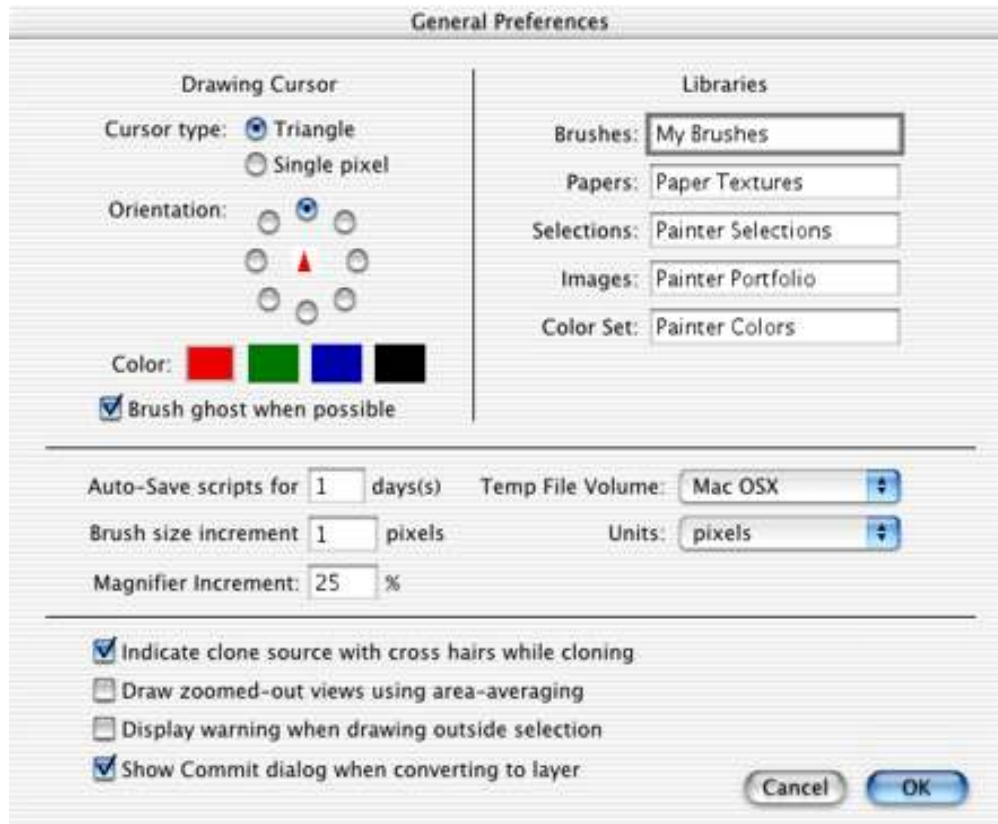 General Preferences
Drawing Cursor
Cursor type: Triangle
Single pixel
Orientation:
Color:
Brush ghost when possible
Libraries
Brushes: My Brushes
Papers: Paper Textures
Selections: Painter Selections
Images: Painter Portfolio
Color Set: Painter Colors
Auto-Save scripts for 1 days(s)
Brush size increment 1 pixels
Magnifier Increment: 25 %
Temp File Volume: Mac OSX
Units: pixels
Indicate clone source with cross hairs while cloning
Draw zoomed-out views using area-averaging
Display warning when drawing outside selection
Show Commit dialog when converting to layer
Cancel OK